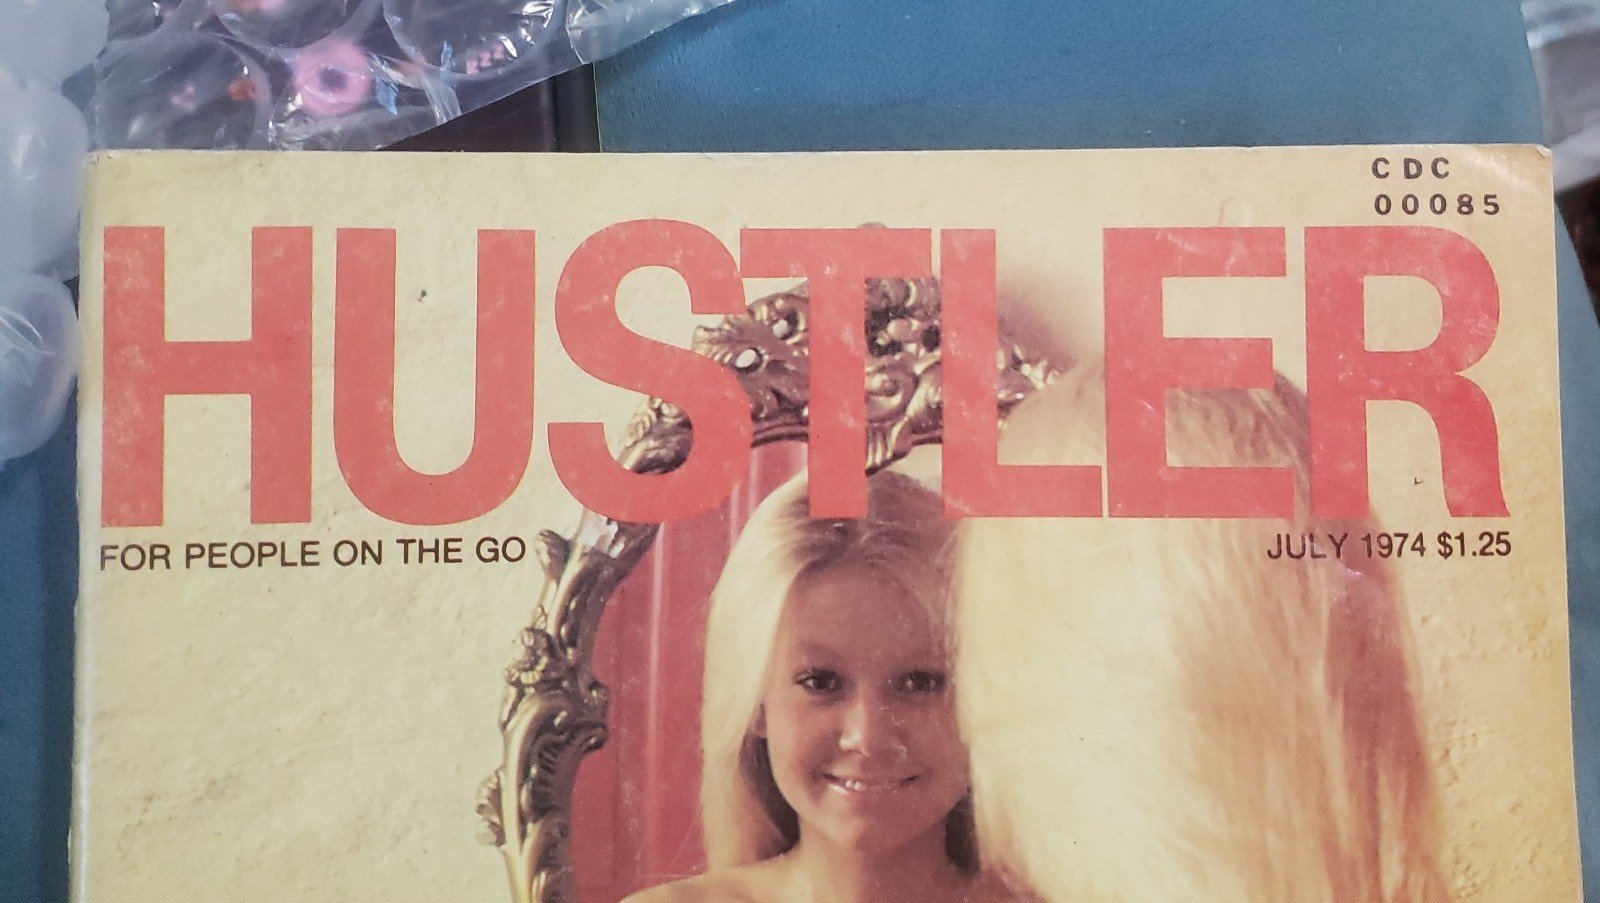 CDC
00085
HUSTLER
FOR PEOPLE ON THE GO
JULY 1974 $1.25